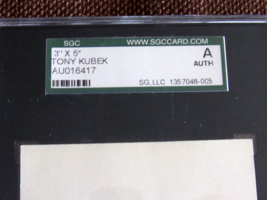 SGC WWW.SGCCARD.COM
3" X 5" A
TONY KUBEK AUTH
AU016417
SG, LLC 1357048-005